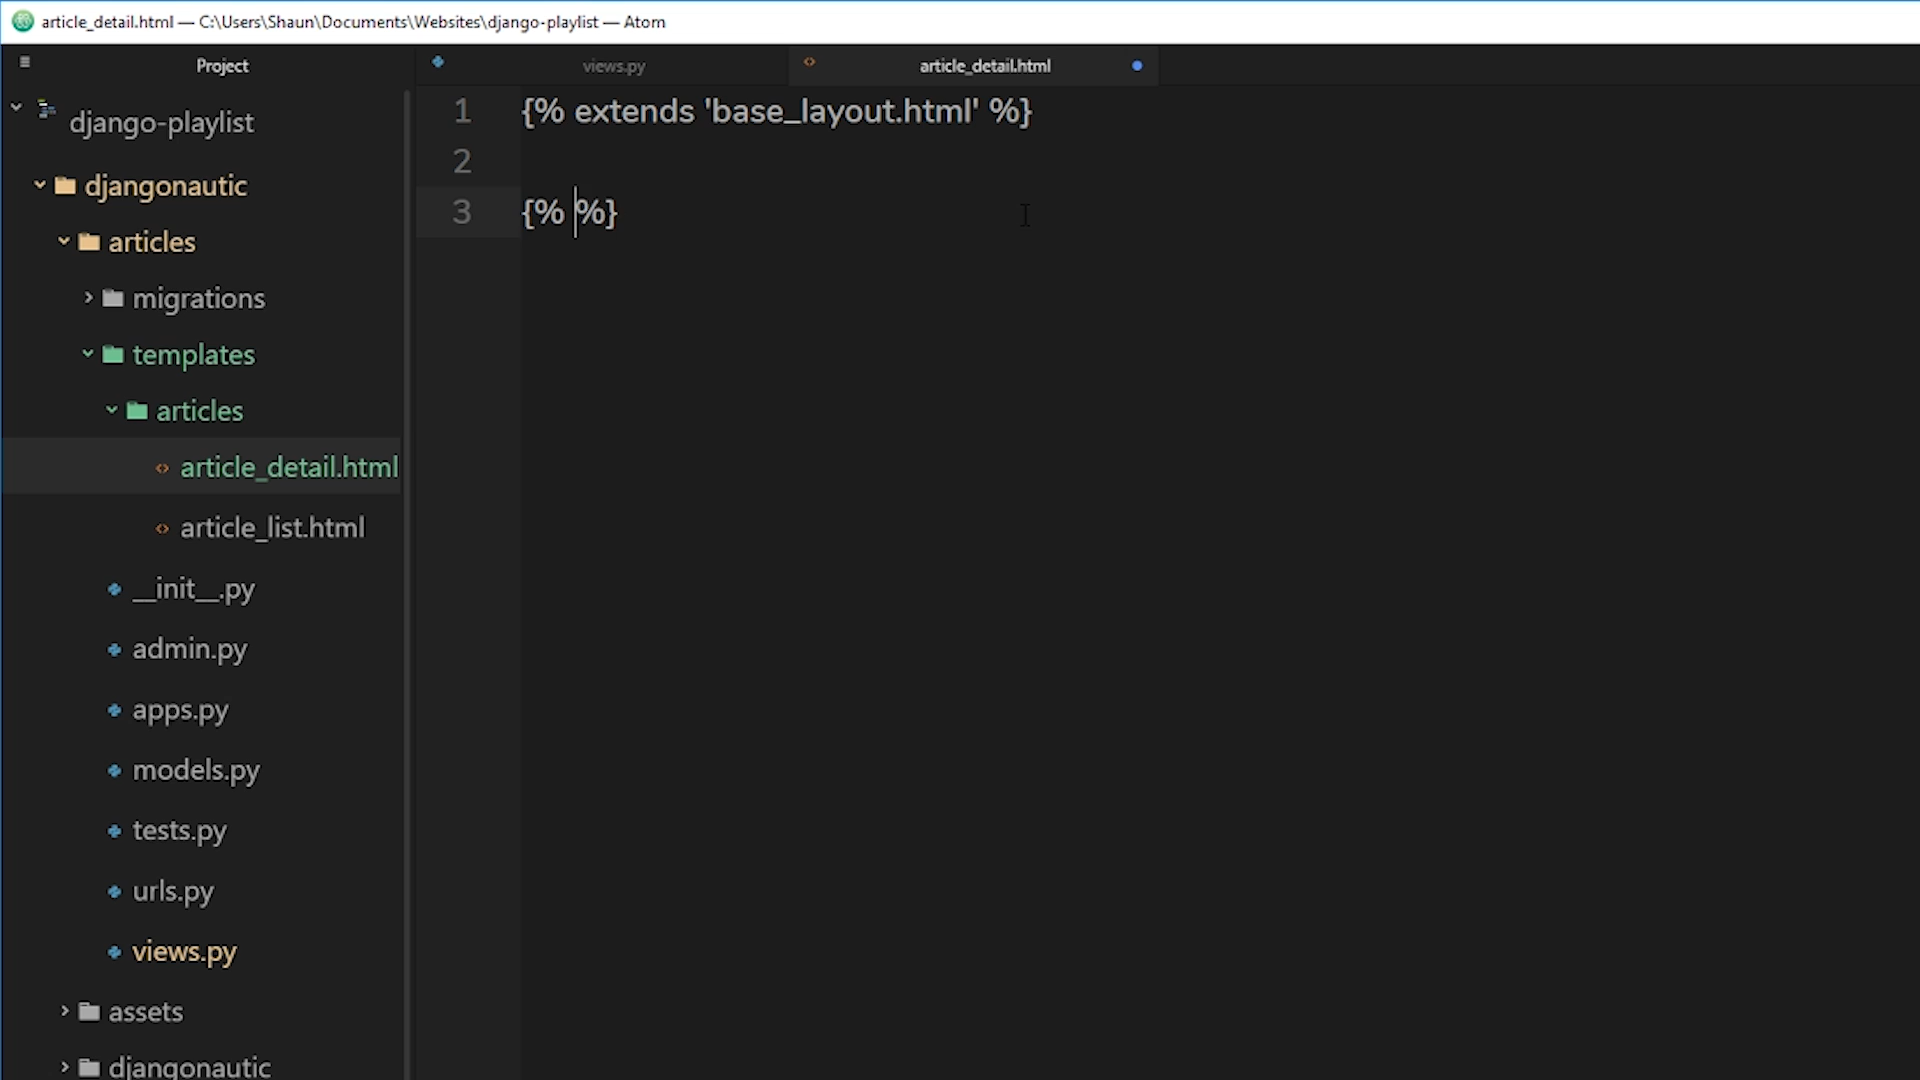 article_detail.html — C:\Users\Shaun\Documents\Websites\django-playlist — Atom
Project
views.py
article_detail.html
django-playlist
djangonautic
articles
migrations
templates
articles
article_detail.html
article_list.html
__init__.py
admin.py
apps.py
models.py
tests.py
urls.py
views.py
assets
djangonautic
1 {% extends 'base_layout.html' %}
2
3 {% %}